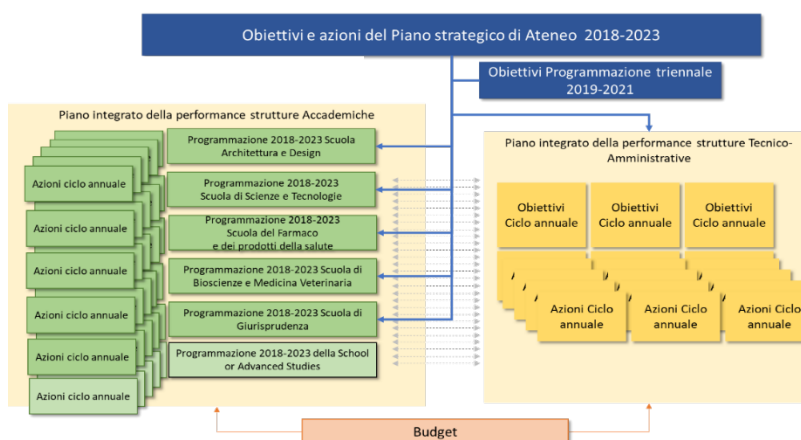 Obiettivi e azioni del Piano strategico di Ateneo 2018-2023
Obiettivi Programmazione triennale
2019-2021
Piano integrato della performance strutture Accademiche
Programmazione 2018-2023 Scuola
Architettura e Design
Programmazione 2018-2023
Scuola di Scienze e Tecnologie
Programmazione 2018-2023
Scuola del Farmaco
e dei prodotti della salute
Programmazione 2018-2023 Scuola di
Bioscienze e Medicina Veterinaria
Programmazione 2018-2023 Scuola di
Giurisprudenza
Programmazione 2018-2023 della School
or Advanced Studies
Azioni ciclo annuale
Azioni ciclo annuale
Azioni ciclo annuale
Azioni ciclo annuale
Azioni ciclo annuale
Azioni ciclo annuale
Piano integrato della performance strutture Tecnico-
Amministrative
Obiettivi
Ciclo annuale
Obiettivi
Ciclo annuale
Obiettivi
Ciclo annuale
Azioni Ciclo
annuale
Azioni Ciclo
annuale
Azioni Ciclo
annuale
Budget